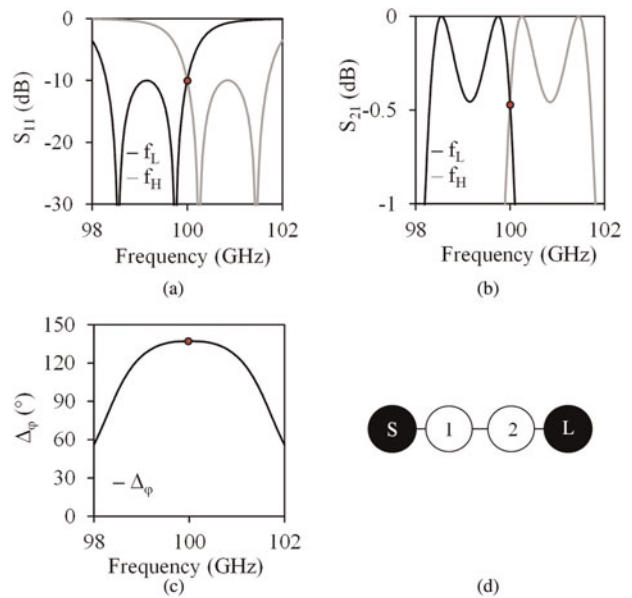 0
-10
-20
-30
S11 (dB)
– fL
– fH
98 100 102
Frequency (GHz)
(a)
0
-0.5
-1
S21 (dB)
– fL
– fH
98 100 102
Frequency (GHz)
(b)
150
120
90
60
30
0
Δφ (°)
– Δφ
98 100 102
Frequency (GHz)
(c)
S 1 2 L
(d)